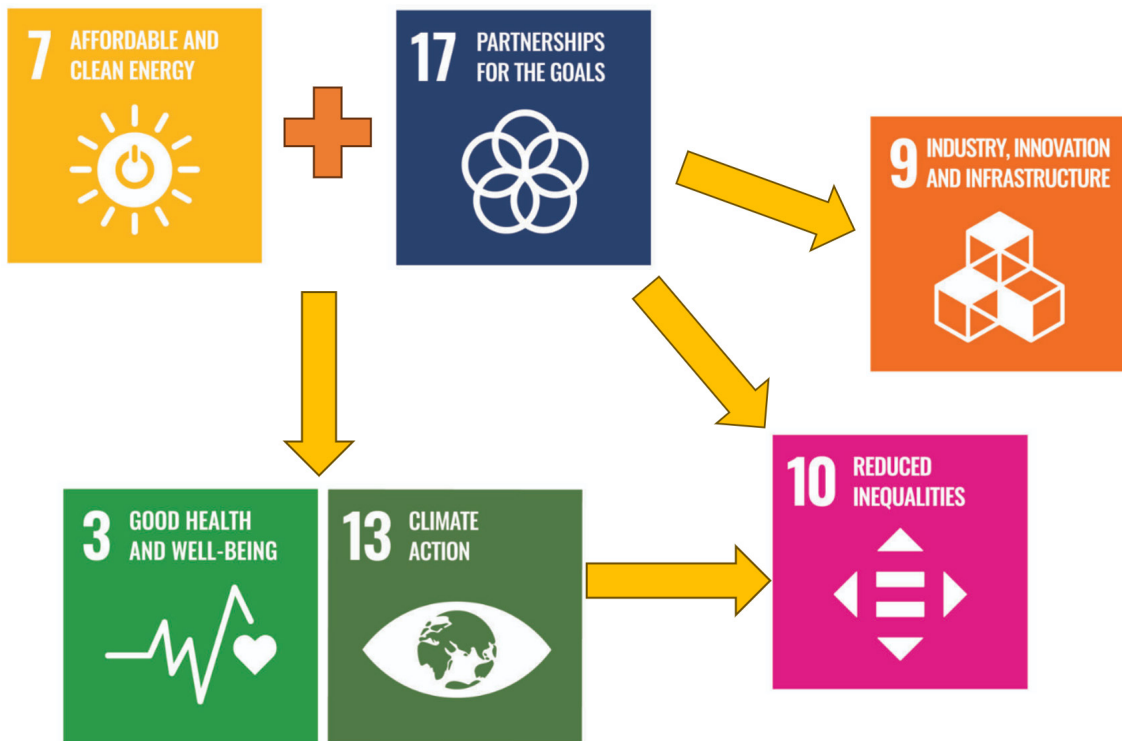 7 AFFORDABLE AND
CLEAN ENERGY
17 PARTNERSHIPS
FOR THE GOALS
9 INDUSTRY, INNOVATION
AND INFRASTRUCTURE
10 REDUCED
INEQUALITIES
3 GOOD HEALTH
AND WELL-BEING
13 CLIMATE
ACTION